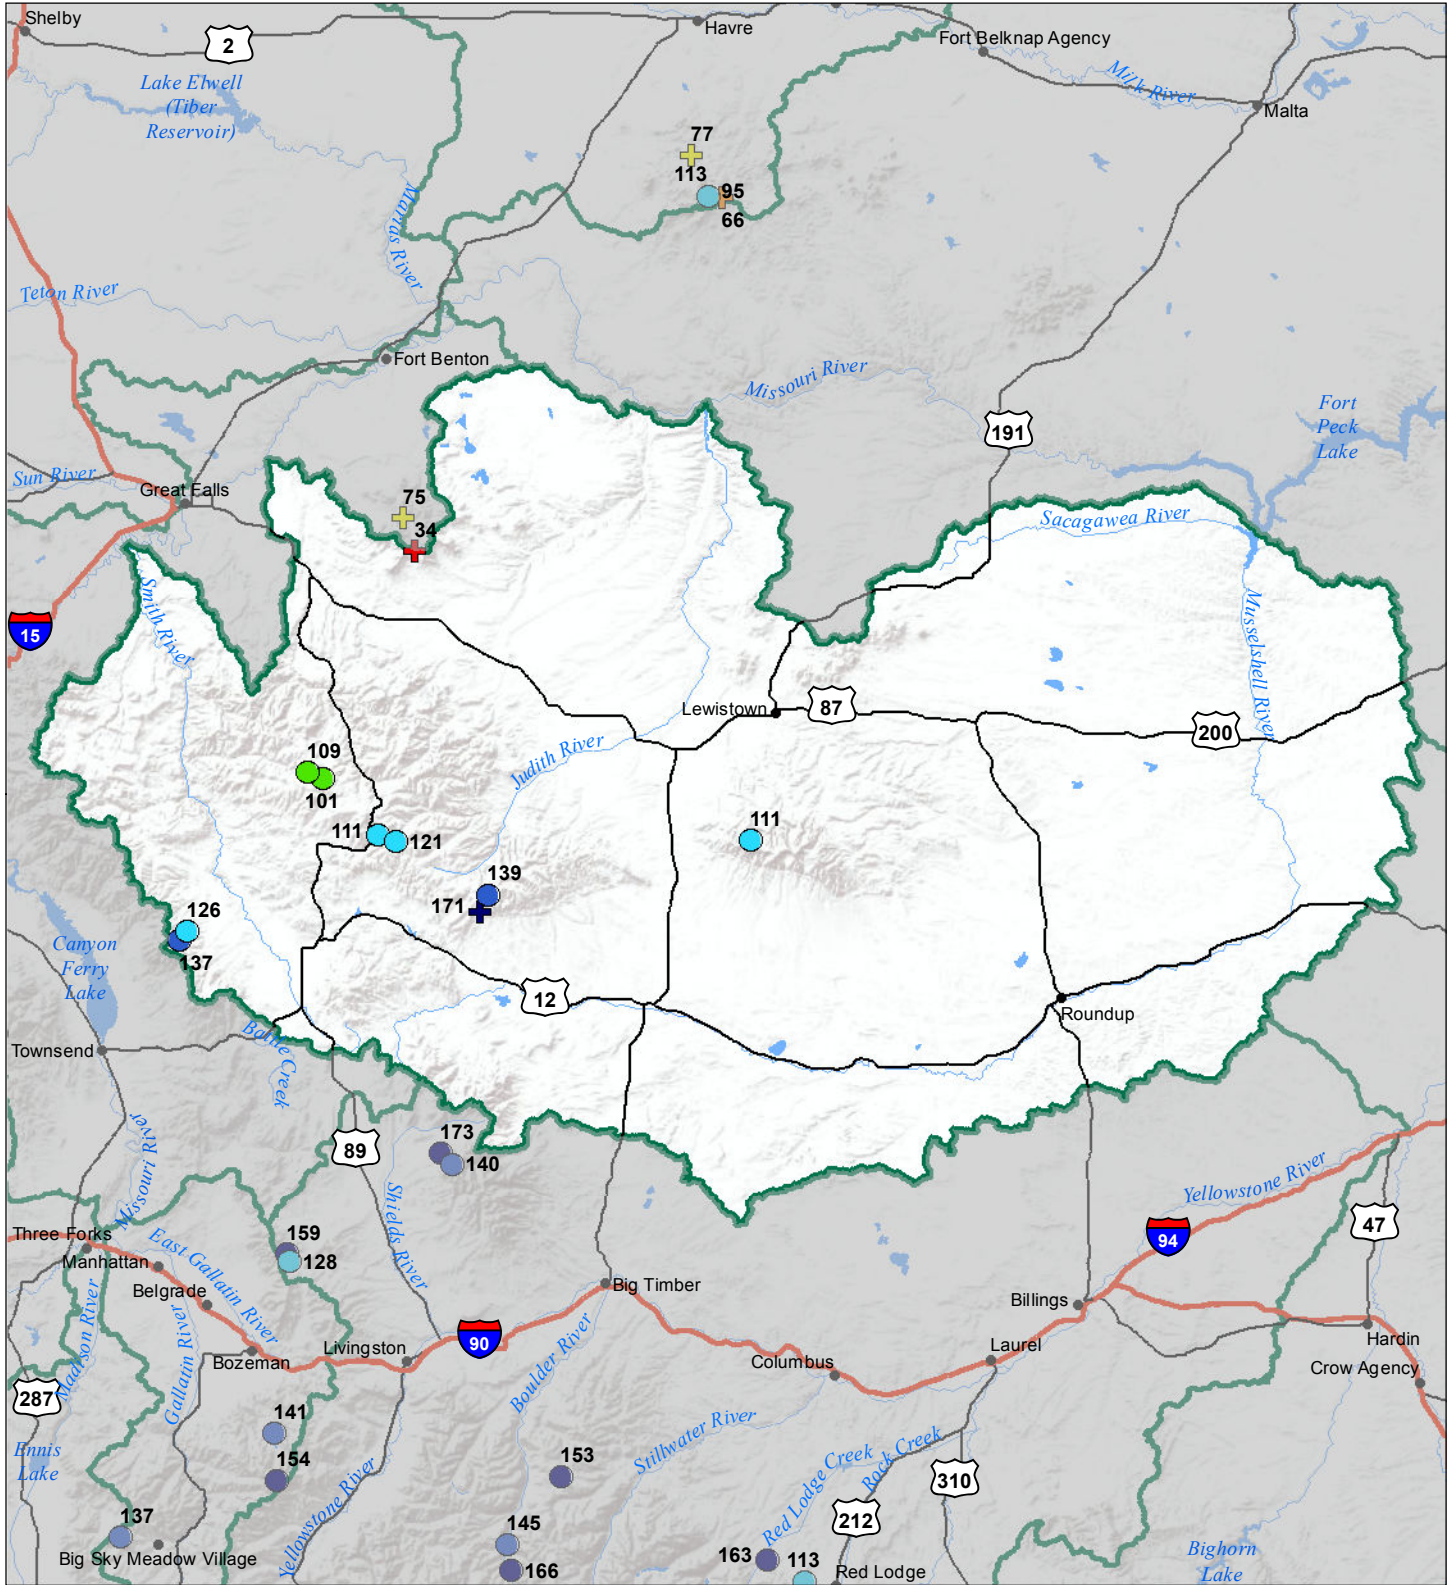 Shelby
2
Havre
Fort Belknap Agency
Milk River
Malta
Lake Elwell
(Tiber
Reservoir)
77
113
95
66
Marias River
Teton River
Fort Benton
Missouri River
191
Fort
Peck
Lake
Sun River
Great Falls
75
34
Sacagawea River
15
Smith River
Musselshell River
Lewistown
87
200
Judith River
109
101
111
121
111
139
171
126
137
Canyon
Ferry
Lake
12
Roundup
Townsend
Battle Creek
Missouri River
89
173
140
Shields River
Yellowstone River
47
94
Three Forks
Manhattan
Belgrade
East Gallatin River
159
128
Big Timber
Billings
Madison River
Gallatin River
Bozeman
Livingston
90
Boulder River
Columbus
Laurel
Hardin
Crow Agency
287
Ennis
Lake
141
154
153
Stillwater River
Red Lodge Creek
Rock Creek
310
Yellowstone River
137
Big Sky Meadow Village
145
166
163
113
212
Red Lodge
Bighorn
Lake